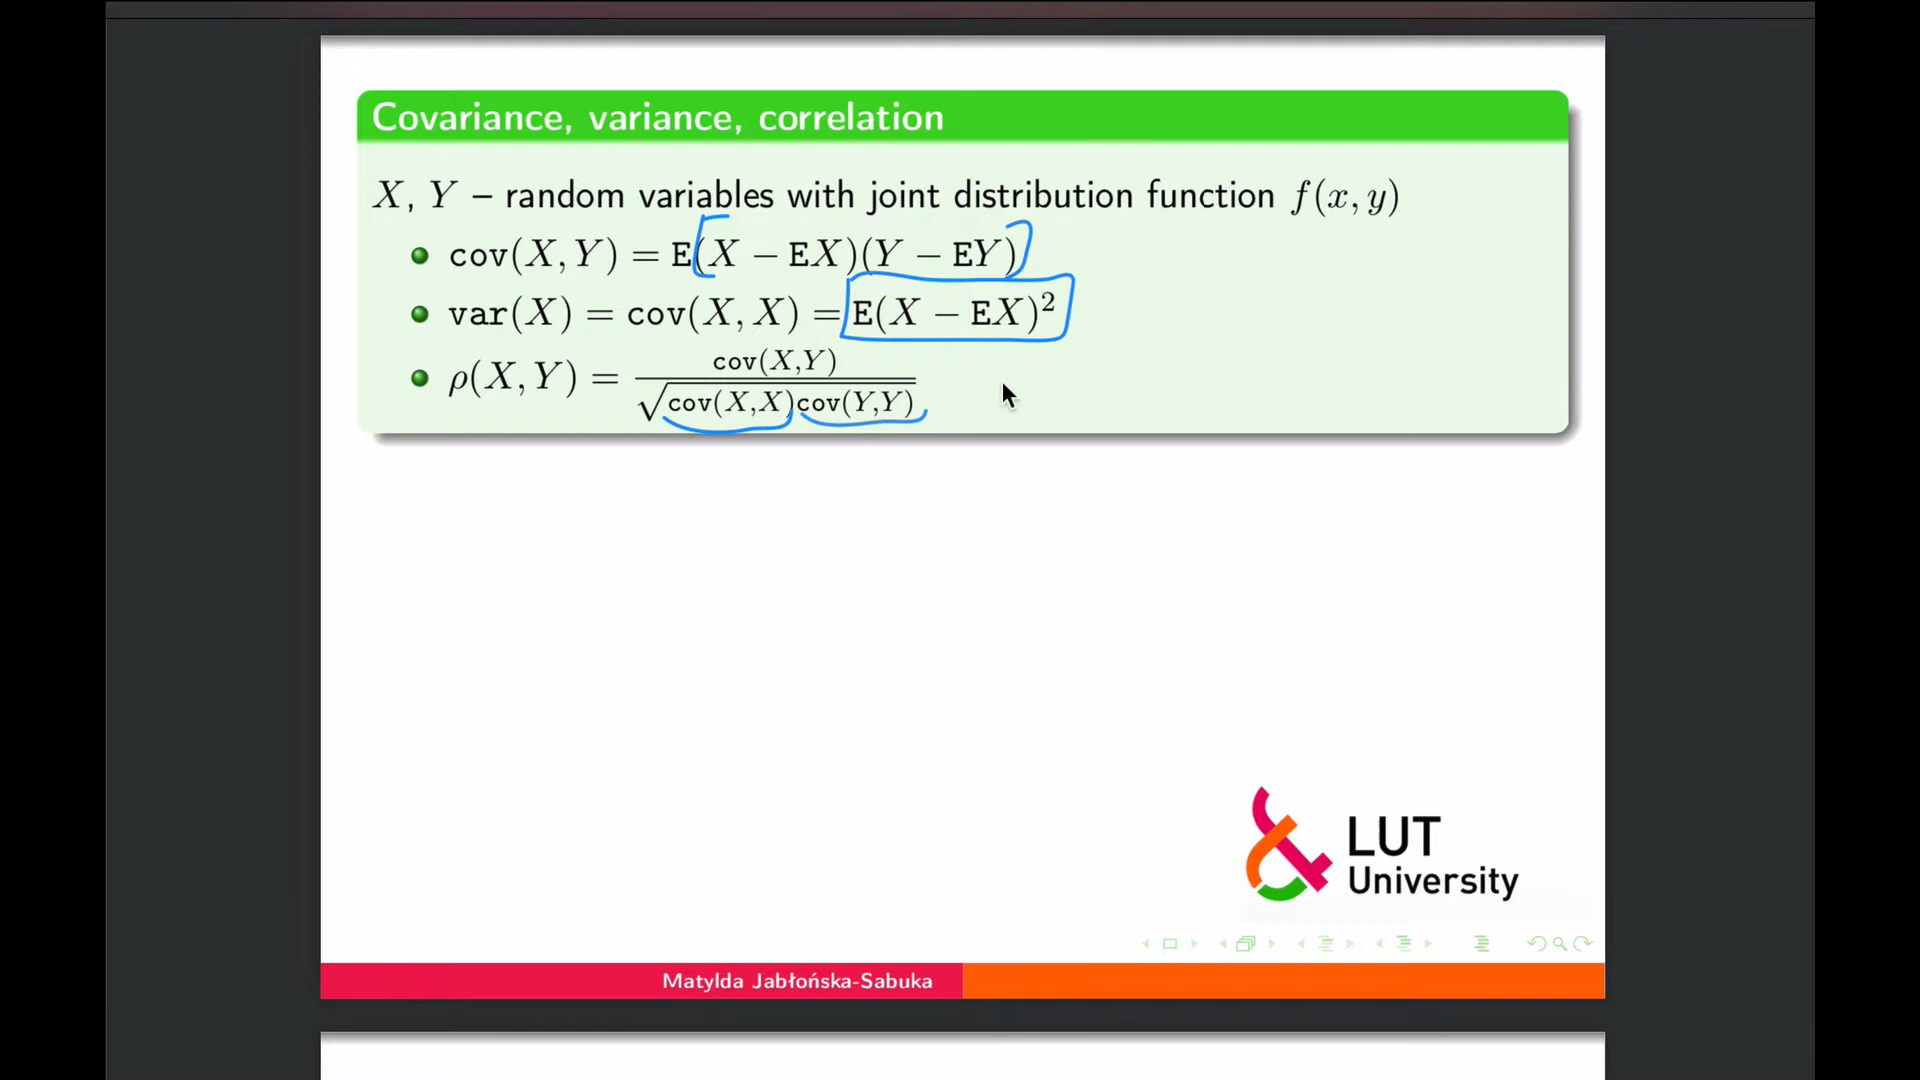 Covariance, variance, correlation
X, Y – random variables with joint distribution function f(x, y)
cov(X, Y) = E(X − EX)(Y − EY)
var(X) = cov(X, X) = E(X − EX)²
ρ(X, Y) = cov(X,Y) / √cov(X,X)cov(Y,Y)
LUT
University
Matylda Jabłońska-Sabuka